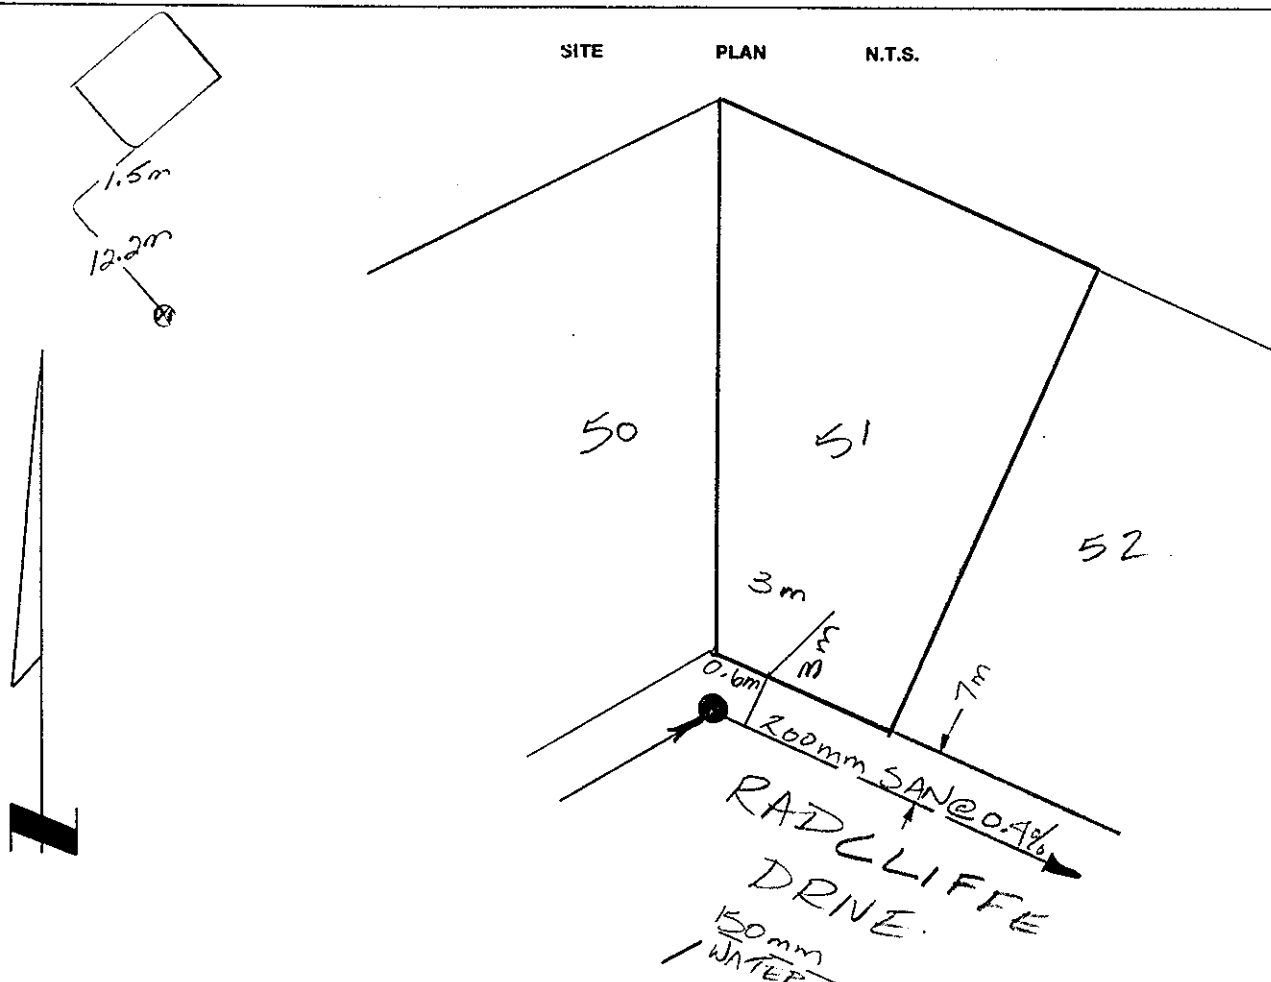 SITE PLAN N.T.S.
1.5m
12.2m
50
51
52
3m
3m
0.6m
7m
200mm SAN@0.4%
RADCLIFFE
DRIVE.
150mm
WATER